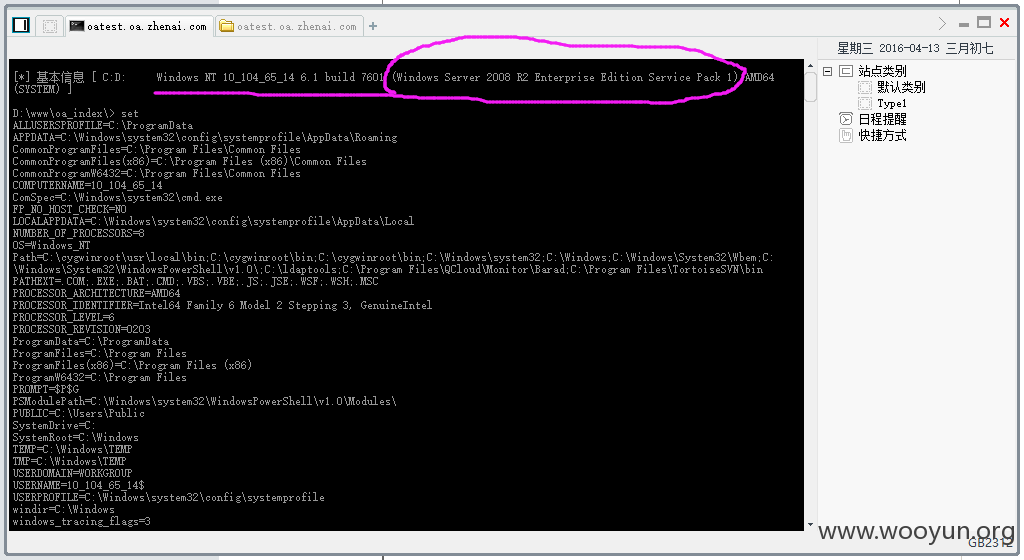 oatest.oa.zhenai.com
oatest.oa.zhenai.com
星期三 2016-04-13 三月初七
站点类别
默认类别
Type1
日程提醒
快捷方式
[*] 基本信息 [ C:D: Windows NT 10_104_65_14 6.1 build 7601 (Windows Server 2008 R2 Enterprise Edition Service Pack 1) AMD64
(SYSTEM) ]
D:\www\oa_index\> set
ALLUSERSPROFILE=C:\ProgramData
APPDATA=C:\Windows\system32\config\systemprofile\AppData\Roaming
CommonProgramFiles=C:\Program Files\Common Files
CommonProgramFiles(x86)=C:\Program Files (x86)\Common Files
CommonProgramW6432=C:\Program Files\Common Files
COMPUTERNAME=10_104_65_14
ComSpec=C:\Windows\system32\cmd.exe
FP_NO_HOST_CHECK=NO
LOCALAPPDATA=C:\Windows\system32\config\systemprofile\AppData\Local
NUMBER_OF_PROCESSORS=8
OS=Windows_NT
Path=C:\cygwinroot\usr\local\bin;C:\cygwinroot\bin;C:\cygwinroot\bin;C:\Windows\system32;C:\Windows;C:\Windows\System32\Wbem;C:
\Windows\System32\WindowsPowerShell\v1.0\;C:\ldaptools;C:\Program Files\QCloud\Monitor\Barad;C:\Program Files\TortoiseSVN\bin
PATHEXT=.COM;.EXE;.BAT;.CMD;.VBS;.VBE;.JS;.JSE;.WSF;.WSH;.MSC
PROCESSOR_ARCHITECTURE=AMD64
PROCESSOR_IDENTIFIER=Intel64 Family 6 Model 2 Stepping 3, GenuineIntel
PROCESSOR_LEVEL=6
PROCESSOR_REVISION=0203
ProgramData=C:\ProgramData
ProgramFiles=C:\Program Files
ProgramFiles(x86)=C:\Program Files (x86)
ProgramW6432=C:\Program Files
PROMPT=$P$G
PSModulePath=C:\Windows\system32\WindowsPowerShell\v1.0\Modules\
PUBLIC=C:\Users\Public
SystemDrive=C:
SystemRoot=C:\Windows
TEMP=C:\Windows\TEMP
TMP=C:\Windows\TEMP
USERDOMAIN=WORKGROUP
USERNAME=10_104_65_14$
USERPROFILE=C:\Windows\system32\config\systemprofile
windir=C:\Windows
windows_tracing_flags=3
www.wooyun.org
GB2312